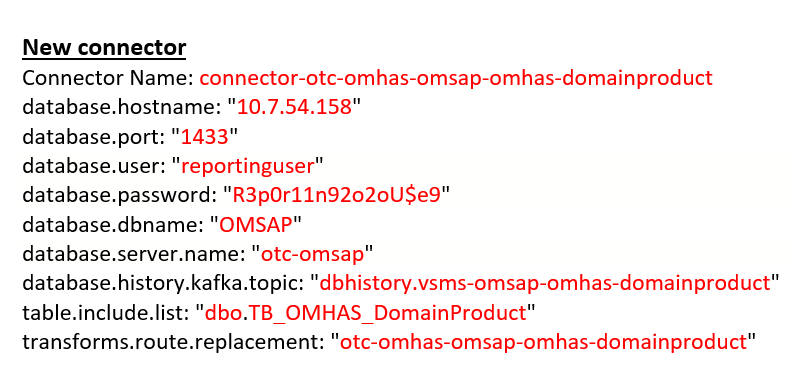 New connector
Connector Name: connector-otc-omhas-omsap-omhas-domainproduct
database.hostname: "10.7.54.158"
database.port: "1433"
database.user: "reportinguser"
database.password: "R3p0r11n92o2oU$e9"
database.dbname: "OMSAP"
database.server.name: "otc-omsap"
database.history.kafka.topic: "dbhistory.vsms-omsap-omhas-domainproduct"
table.include.list: "dbo.TB_OMHAS_DomainProduct"
transforms.route.replacement: "otc-omhas-omsap-omhas-domainproduct"